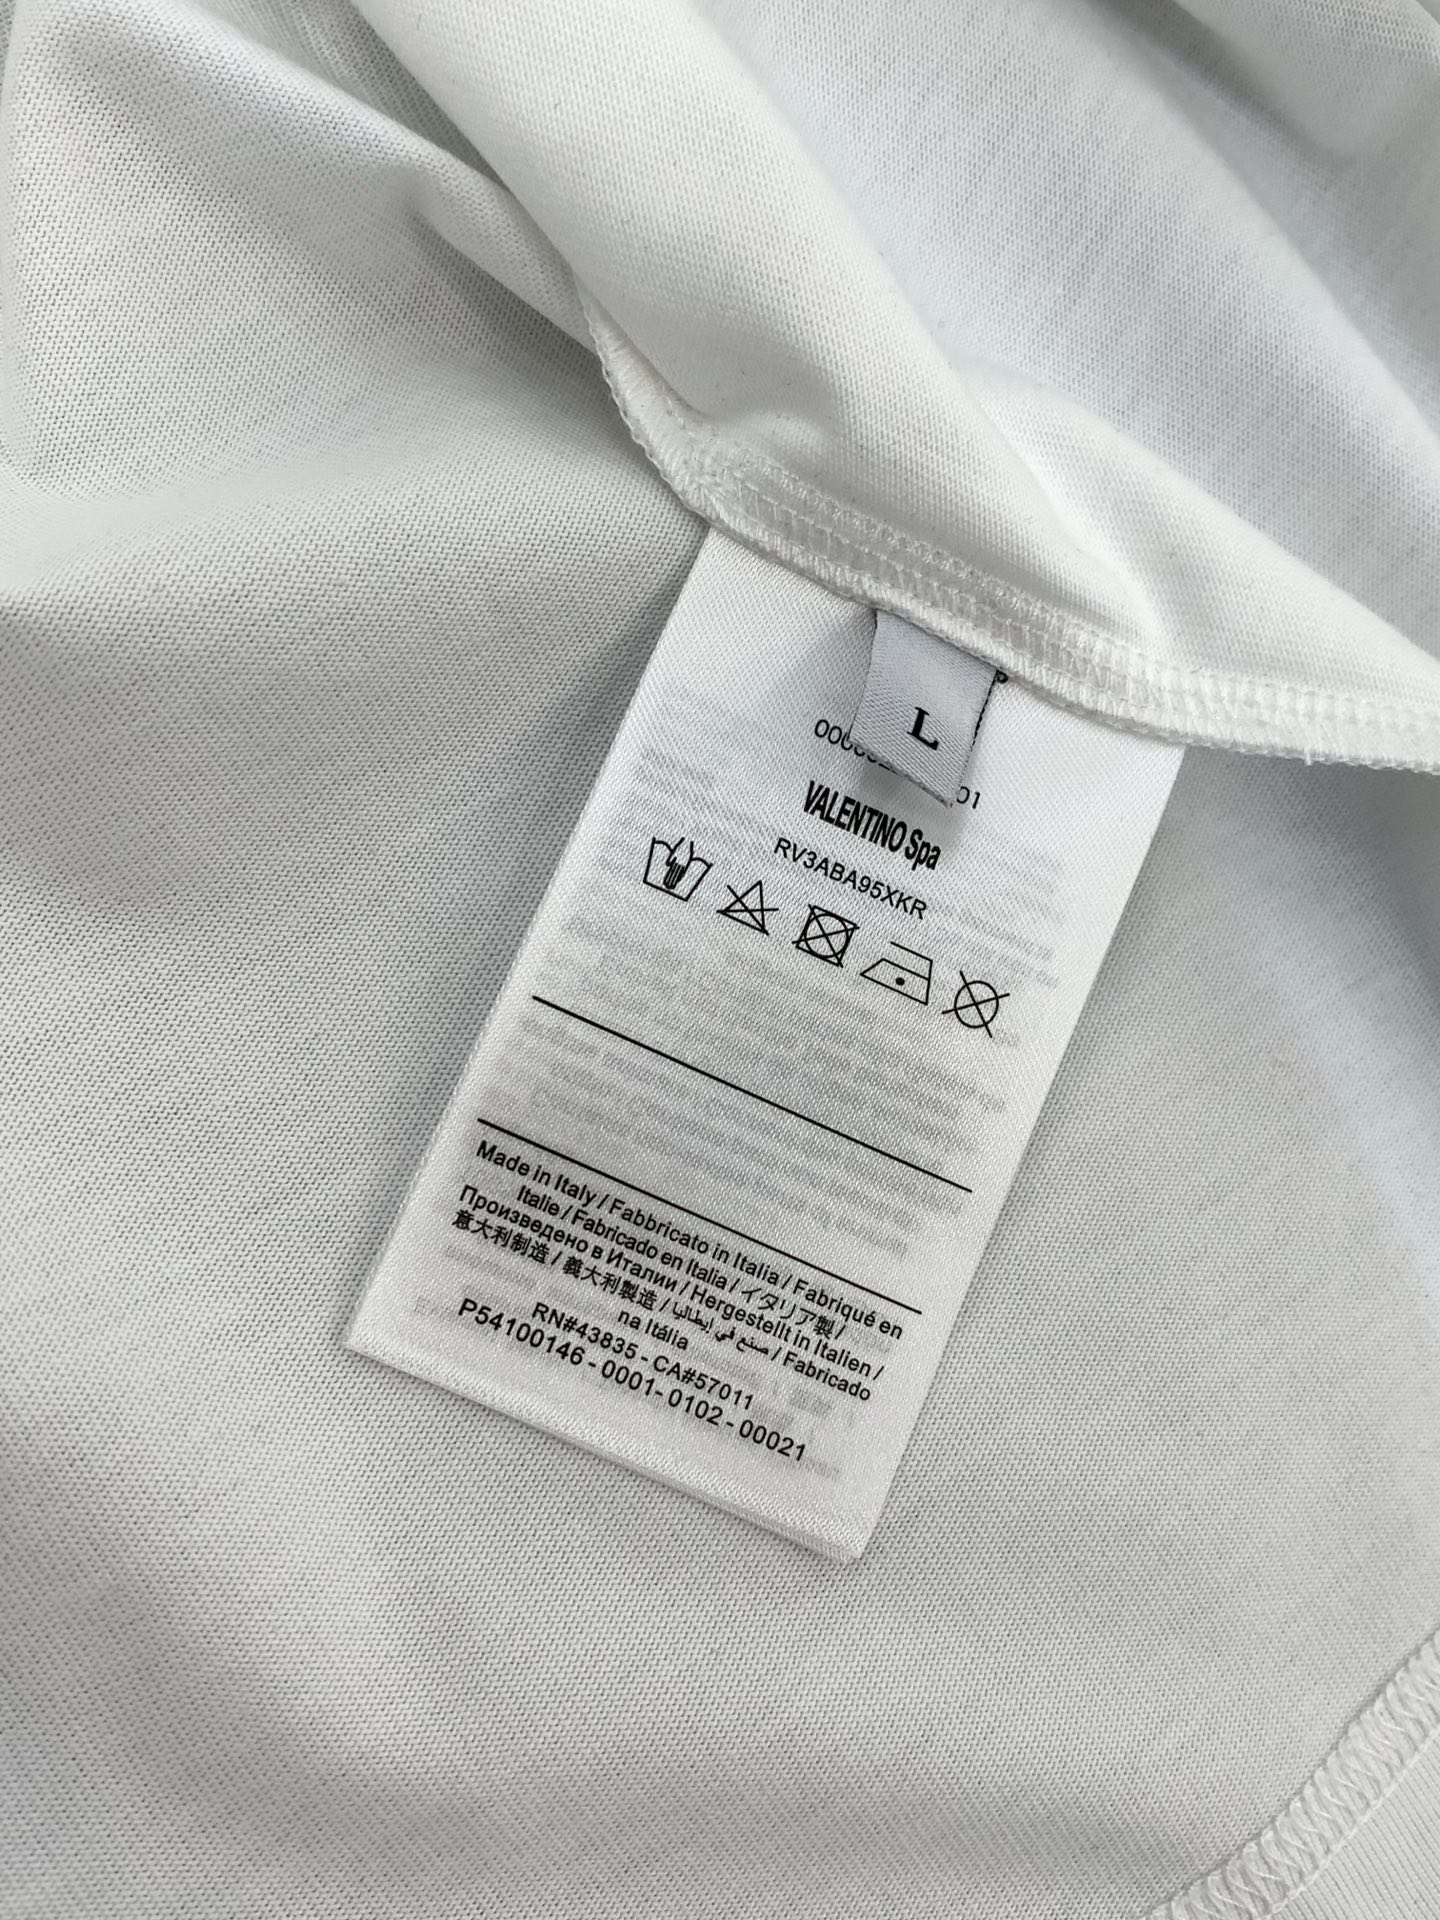 L
01
VALENTINO Spa
RV3ABA95XKR
Made in Italy / Fabbricato in Italia / Fabriqué en
Italie / Fabricado en Italia / イタリア製 /
Произведено в Италии / Hergestellt in Italien /
意大利制造 / 義大利製造 / صنع في إيطاليا / Fabricado
na Itália
RN#43835 - CA#57011
P54100146 - 0001 - 0102 - 00021